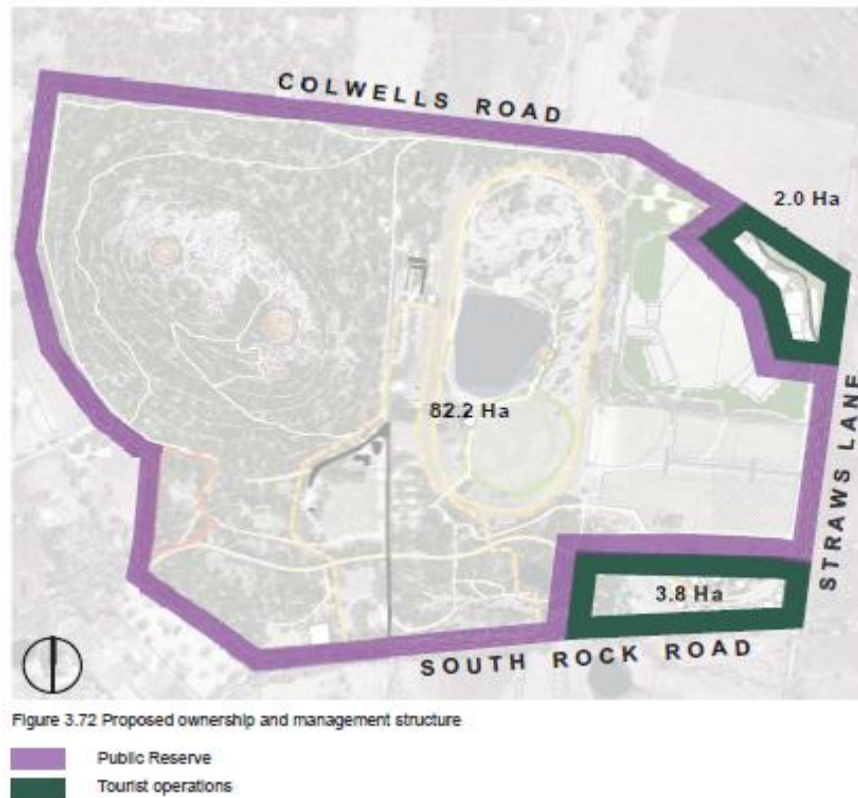 COLWELLS ROAD
2.0 Ha
82.2 Ha
STRAWS LANE
3.8 Ha
SOUTH ROCK ROAD
Figure 3.72 Proposed ownership and management structure
Public Reserve
Tourist operations